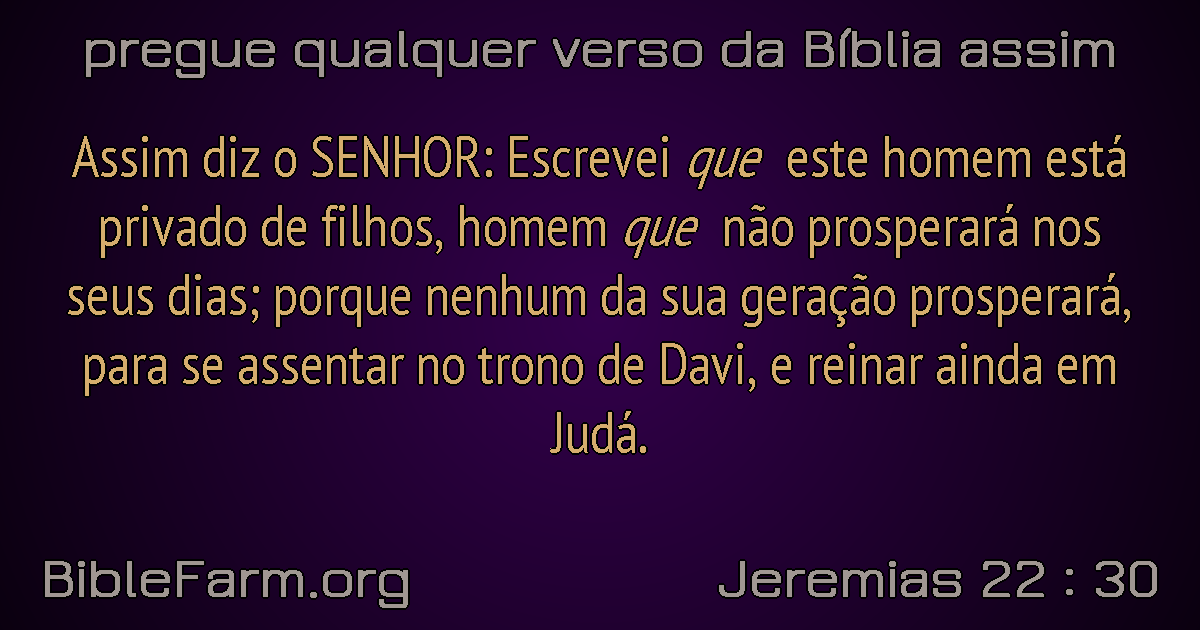 pregue qualquer verso da Bíblia assim
Assim diz o SENHOR: Escrevei que este homem está
privado de filhos, homem que não prosperará nos
seus dias; porque nenhum da sua geração prosperará,
para se assentar no trono de Davi, e reinar ainda em
Judá.
BibleFarm.org
Jeremias 22 : 30